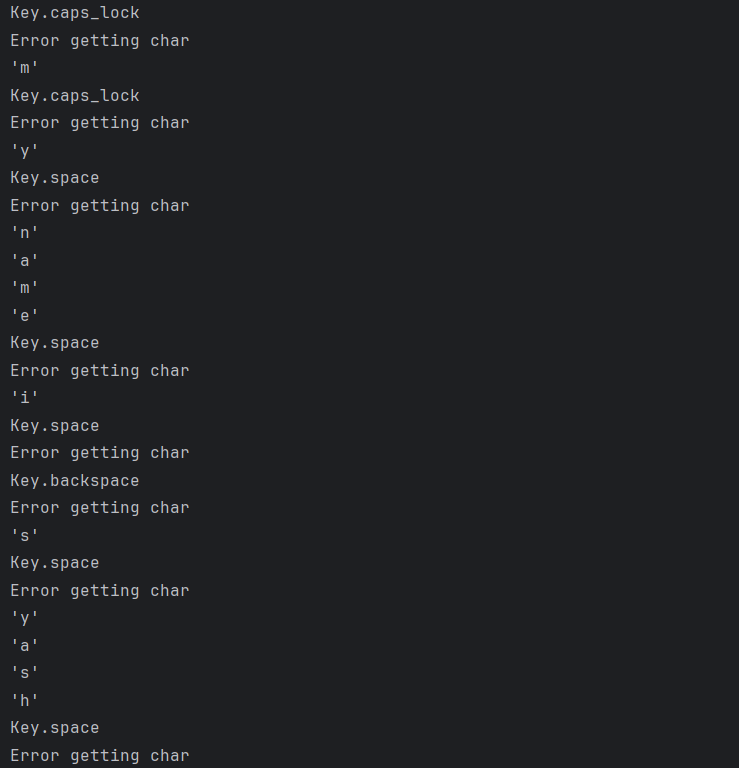 Key.caps_lock
Error getting char
'm'
Key.caps_lock
Error getting char
'y'
Key.space
Error getting char
'n'
'a'
'm'
'e'
Key.space
Error getting char
'i'
Key.space
Error getting char
Key.backspace
Error getting char
's'
Key.space
Error getting char
'y'
'a'
's'
'h'
Key.space
Error getting char